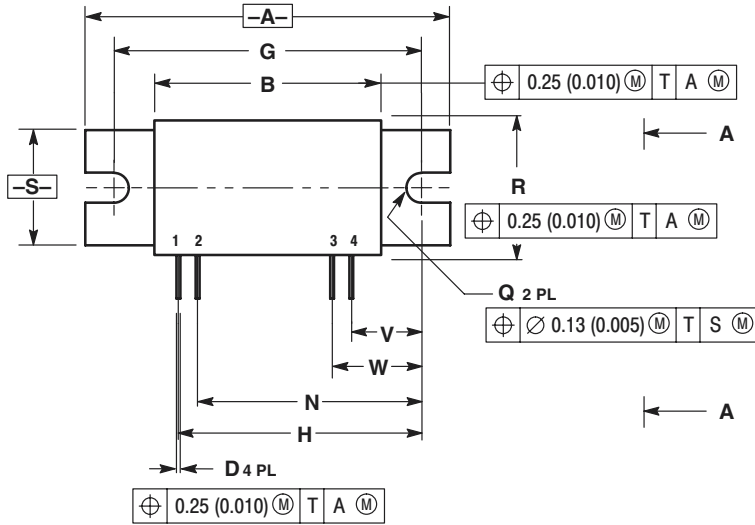 –A–
G
B
⌖ 0.25 (0.010) Ⓜ T A Ⓜ
A
–S–
R
⌖ 0.25 (0.010) Ⓜ T A Ⓜ
1 2 3 4
Q 2 PL
⌖ ∅ 0.13 (0.005) Ⓜ T S Ⓜ
V
W
N
A
H
D 4 PL
⌖ 0.25 (0.010) Ⓜ T A Ⓜ